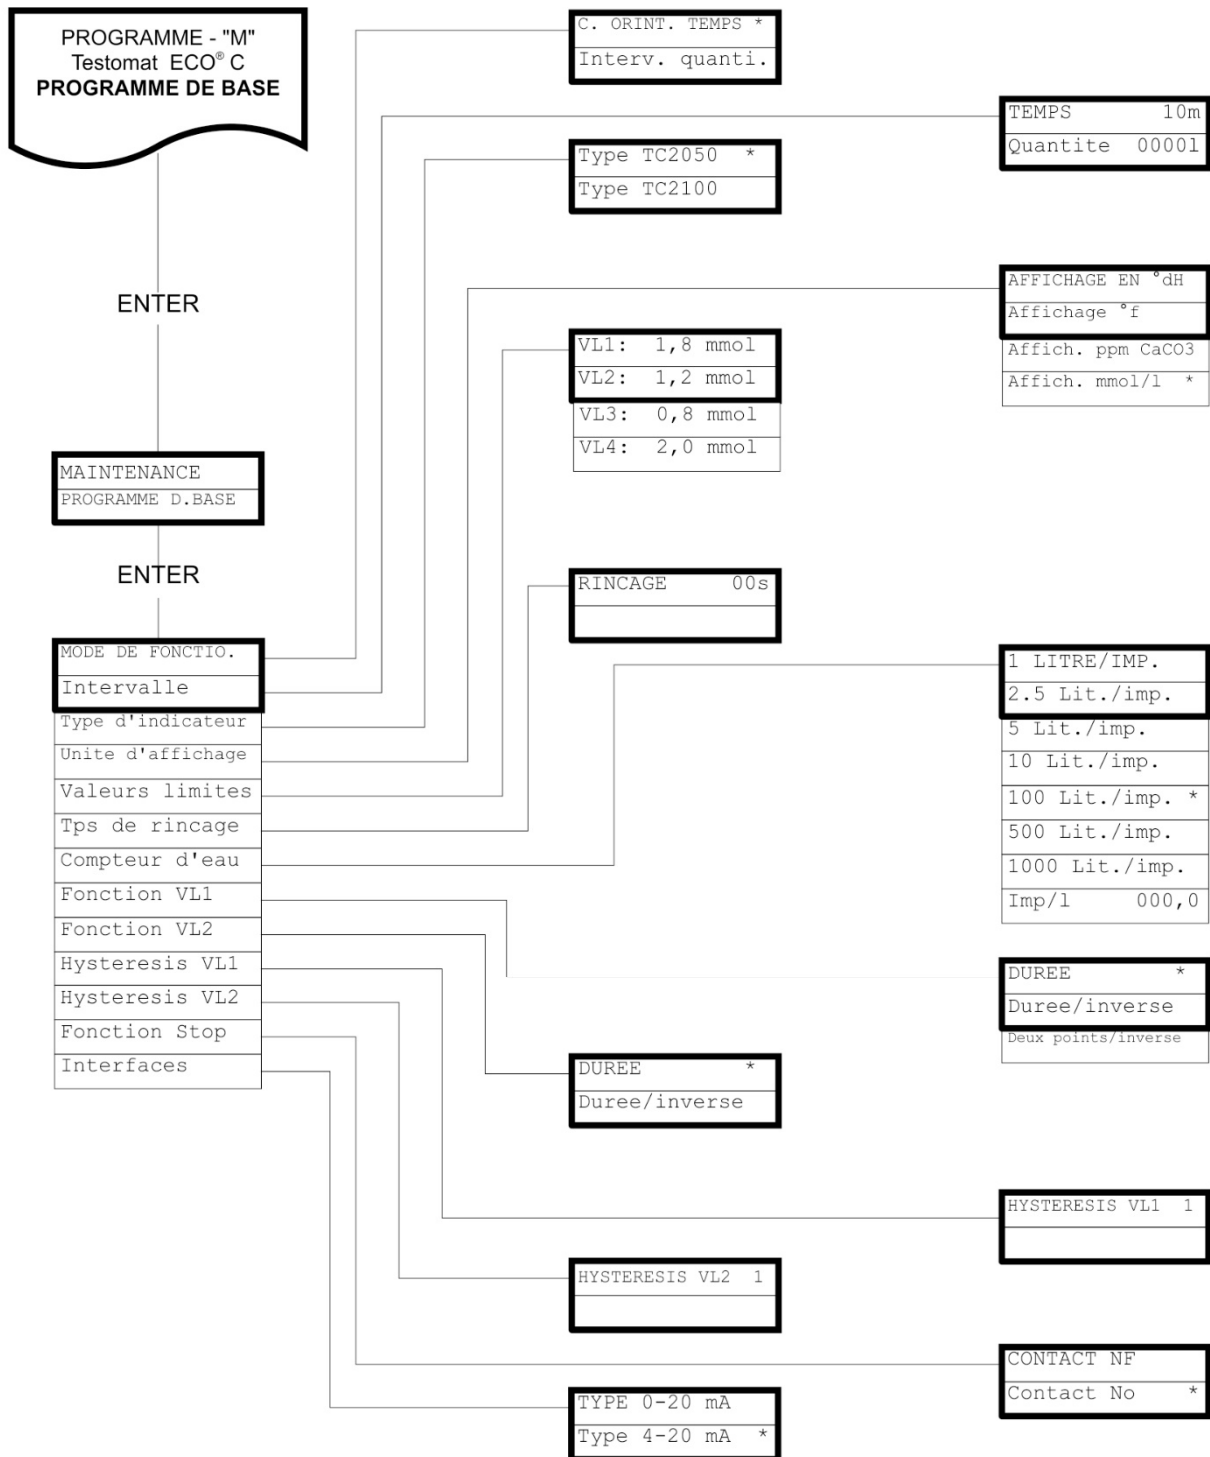 PROGRAMME - "M"
Testomat ECO® C
PROGRAMME DE BASE
ENTER
MAINTENANCE
PROGRAMME D.BASE
ENTER
MODE DE FONCTIO.
Intervalle
Type d'indicateur
Unite d'affichage
Valeurs limites
Tps de rincage
Compteur d'eau
Fonction VL1
Fonction VL2
Hysteresis VL1
Hysteresis VL2
Fonction Stop
Interfaces
C. ORINT. TEMPS *
Interv. quanti.
Type TC2050 *
Type TC2100
VL1: 1,8 mmol
VL2: 1,2 mmol
VL3: 0,8 mmol
VL4: 2,0 mmol
RINCAGE 00s
DUREE *
Duree/inverse
HYSTERESIS VL2 1
TYPE 0-20 mA
Type 4-20 mA *
TEMPS 10m
Quantite 0000l
AFFICHAGE EN °dH
Affichage °f
Affich. ppm CaCO3
Affich. mmol/l *
1 LITRE/IMP.
2.5 Lit./imp.
5 Lit./imp.
10 Lit./imp.
100 Lit./imp. *
500 Lit./imp.
1000 Lit./imp.
Imp/l 000,0
DUREE *
Duree/inverse
Deux points/inverse
HYSTERESIS VL1 1
CONTACT NF
Contact No *